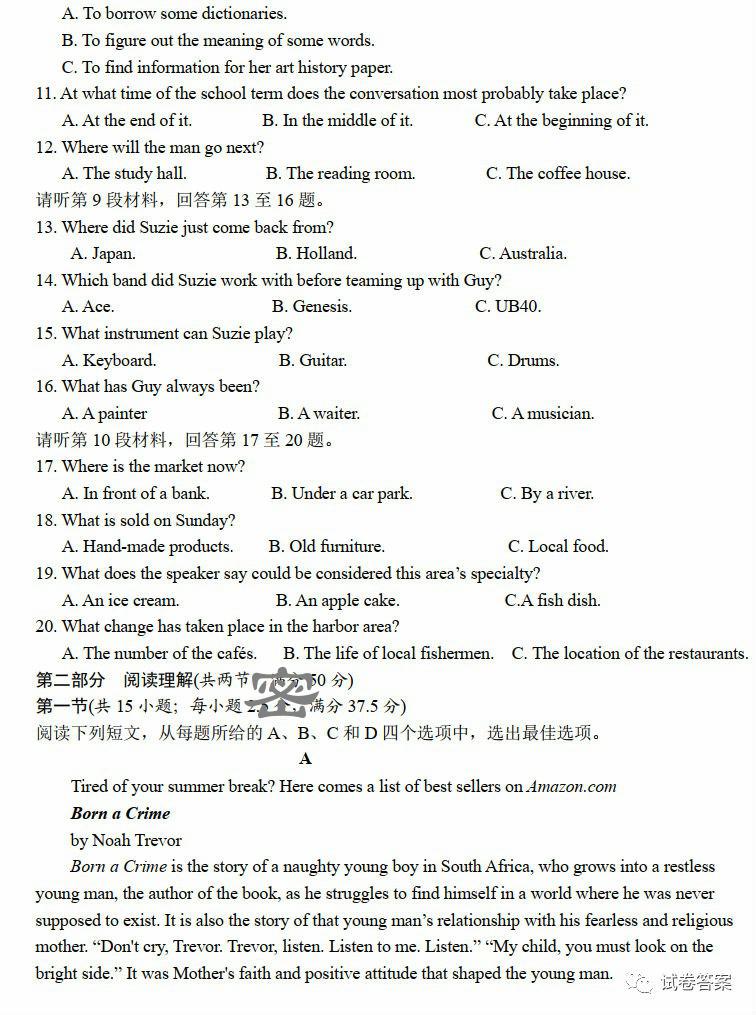 A. To borrow some dictionaries.
B. To figure out the meaning of some words.
C. To find information for her art history paper.
11. At what time of the school term does the conversation most probably take place?
A. At the end of it. B. In the middle of it. C. At the beginning of it.
12. Where will the man go next?
A. The study hall. B. The reading room. C. The coffee house.
请听第 9 段材料，回答第 13 至 16 题。
13. Where did Suzie just come back from?
A. Japan. B. Holland. C. Australia.
14. Which band did Suzie work with before teaming up with Guy?
A. Ace. B. Genesis. C. UB40.
15. What instrument can Suzie play?
A. Keyboard. B. Guitar. C. Drums.
16. What has Guy always been?
A. A painter B. A waiter. C. A musician.
请听第 10 段材料，回答第 17 至 20 题。
17. Where is the market now?
A. In front of a bank. B. Under a car park. C. By a river.
18. What is sold on Sunday?
A. Hand-made products. B. Old furniture. C. Local food.
19. What does the speaker say could be considered this area’s specialty?
A. An ice cream. B. An apple cake. C.A fish dish.
20. What change has taken place in the harbor area?
A. The number of the cafés. B. The life of local fishermen. C. The location of the restaurants.
第二部分 阅读理解(共两节，满分 50 分)
第一节(共 15 小题；每小题 2.5 分，满分 37.5 分)
密
阅读下列短文，从每题所给的 A、B、C 和 D 四个选项中，选出最佳选项。
A
Tired of your summer break? Here comes a list of best sellers on Amazon.com
Born a Crime
by Noah Trevor
Born a Crime is the story of a naughty young boy in South Africa, who grows into a restless
young man, the author of the book, as he struggles to find himself in a world where he was never
supposed to exist. It is also the story of that young man’s relationship with his fearless and religious
mother. “Don't cry, Trevor. Trevor, listen. Listen to me. Listen.” “My child, you must look on the
bright side.” It was Mother's faith and positive attitude that shaped the young man.
试卷答案